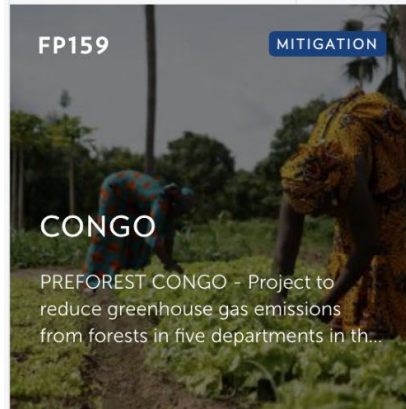 FP159
MITIGATION
CONGO
PREFOREST CONGO - Project to
reduce greenhouse gas emissions
from forests in five departments in th...